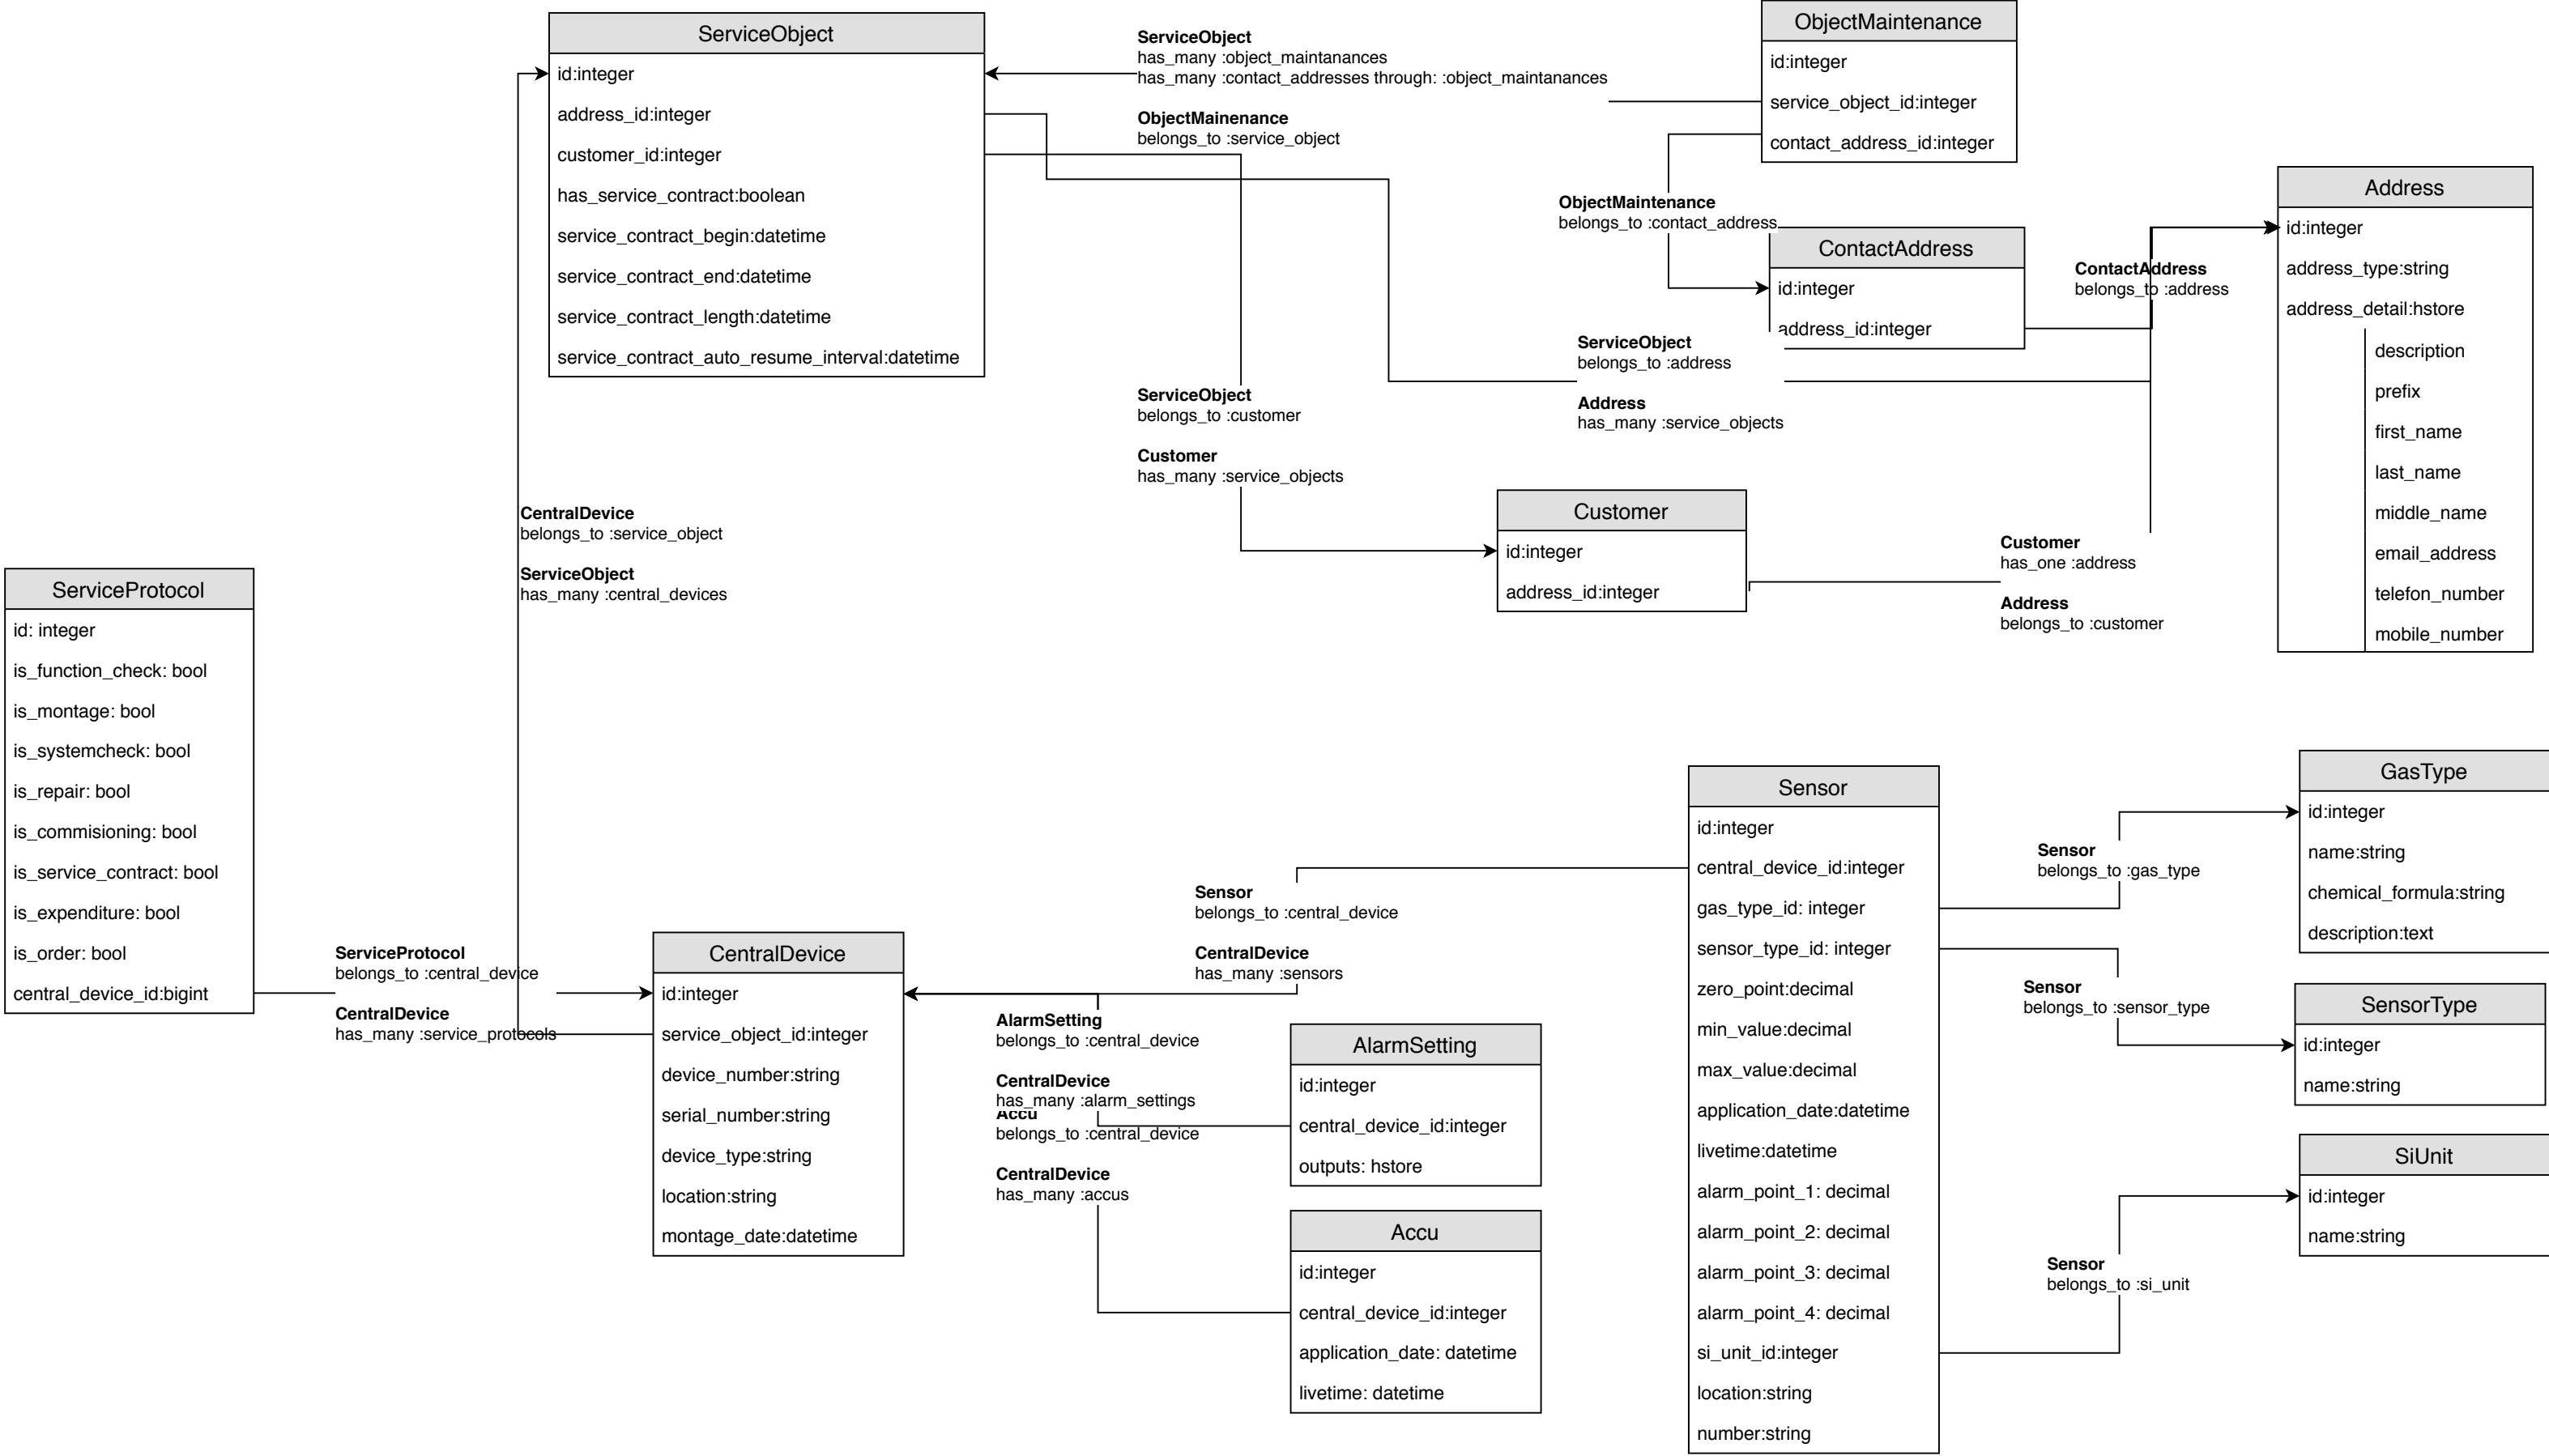 ServiceObject
id:integer
address_id:integer
customer_id:integer
has_service_contract:boolean
service_contract_begin:datetime
service_contract_end:datetime
service_contract_length:datetime
service_contract_auto_resume_interval:datetime
ServiceObject
has_many :object_maintanances
has_many :contact_addresses through: :object_maintanances
ObjectMainenance
belongs_to :service_object
ObjectMaintenance
id:integer
service_object_id:integer
contact_address_id:integer
ObjectMaintenance
belongs_to :contact_address
ContactAddress
id:integer
address_id:integer
ContactAddress
belongs_to :address
Address
id:integer
address_type:string
address_detail:hstore
description
prefix
first_name
last_name
middle_name
email_address
telefon_number
mobile_number
ServiceObject
belongs_to :address
Address
has_many :service_objects
ServiceObject
belongs_to :customer
Customer
has_many :service_objects
Customer
id:integer
address_id:integer
Customer
has_one :address
Address
belongs_to :customer
CentralDevice
belongs_to :service_object
ServiceObject
has_many :central_devices
ServiceProtocol
id: integer
is_function_check: bool
is_montage: bool
is_systemcheck: bool
is_repair: bool
is_commisioning: bool
is_service_contract: bool
is_expenditure: bool
is_order: bool
central_device_id:bigint
ServiceProtocol
belongs_to :central_device
CentralDevice
has_many :service_protocols
CentralDevice
id:integer
service_object_id:integer
device_number:string
serial_number:string
device_type:string
location:string
montage_date:datetime
Sensor
belongs_to :central_device
CentralDevice
has_many :sensors
AlarmSetting
belongs_to :central_device
CentralDevice
has_many :alarm_settings
Accu
belongs_to :central_device
CentralDevice
has_many :accus
AlarmSetting
id:integer
central_device_id:integer
outputs: hstore
Accu
id:integer
central_device_id:integer
application_date: datetime
livetime: datetime
Sensor
id:integer
central_device_id:integer
gas_type_id: integer
sensor_type_id: integer
zero_point:decimal
min_value:decimal
max_value:decimal
application_date:datetime
livetime:datetime
alarm_point_1: decimal
alarm_point_2: decimal
alarm_point_3: decimal
alarm_point_4: decimal
si_unit_id:integer
location:string
number:string
Sensor
belongs_to :gas_type
GasType
id:integer
name:string
chemical_formula:string
description:text
Sensor
belongs_to :sensor_type
SensorType
id:integer
name:string
Sensor
belongs_to :si_unit
SiUnit
id:integer
name:string